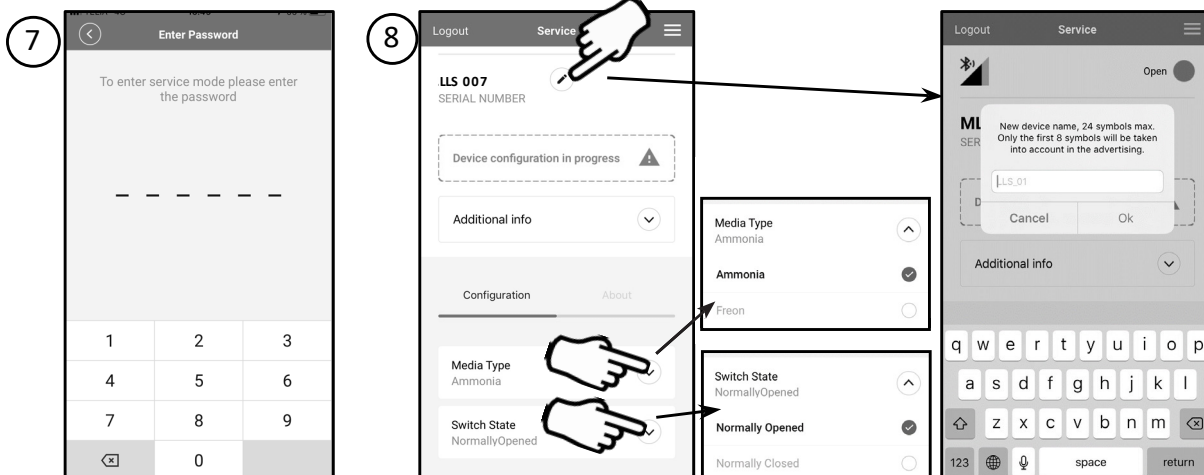 7
Enter Password
To enter service mode please enter
the password
1 2 3
4 5 6
7 8 9
0
8
Logout Service
LLS 007
SERIAL NUMBER
Device configuration in progress
Additional info
Configuration About
Media Type
Ammonia
Switch State
NormallyOpened
Media Type
Ammonia
Ammonia
Freon
Switch State
NormallyOpened
Normally Opened
Normally Closed
Logout Service
Open
ML
SER
New device name, 24 symbols max.
Only the first 8 symbols will be taken
into account in the advertising.
LLS_01
Cancel Ok
D
Additional info
q w e r t y u i o p
a s d f g h j k l
z x c v b n m
123 space return